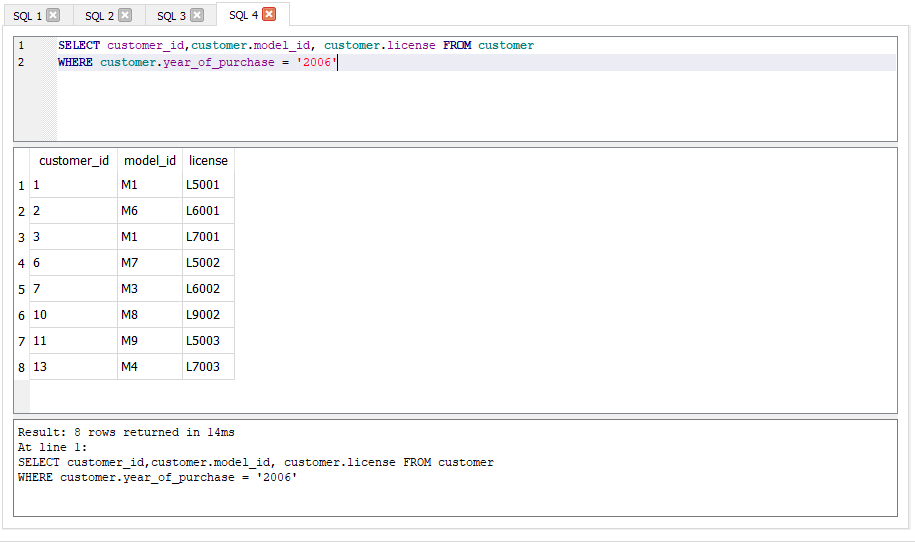 SQL 1 SQL 2 SQL 3 SQL 4
1 SELECT customer_id,customer.model_id, customer.license FROM customer
2 WHERE customer.year_of_purchase = '2006'
customer_id model_id license
1 1 M1 L5001
2 2 M6 L6001
3 3 M1 L7001
4 6 M7 L5002
5 7 M3 L6002
6 10 M8 L9002
7 11 M9 L5003
8 13 M4 L7003
Result: 8 rows returned in 14ms
At line 1:
SELECT customer_id,customer.model_id, customer.license FROM customer
WHERE customer.year_of_purchase = '2006'